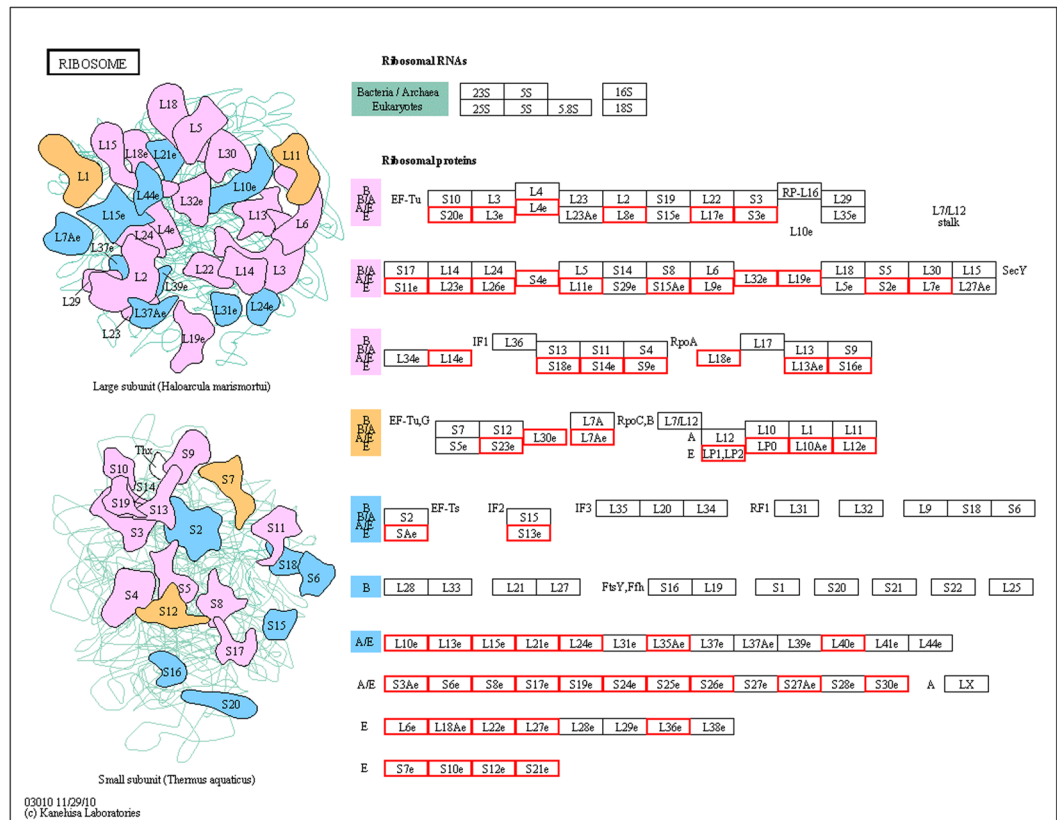 RIBOSOME
L18
L5
L15
L18e
L21e
L30
L11
L1
L44e
L10e
L32e
L15e
L13
L6
L7Ae
L4e
L24
L37e
L2
L22
L14
L3
L39e
L29
L37Ae
L31e
L24e
L23
L19e
Large subunit (Haloarcula marismortui)
Thx
S9
S10
S14
S7
S19
S13
S3
S2
S11
S18
S6
S4
S5
S8
S12
S15
S17
S16
S20
Small subunit (Thermus aquaticus)
03010 11/29/10
(c) Kanehisa Laboratories
Ribosomal RNAs
Bacteria / Archaea 23S 5S 16S
Eukaryotes 25S 5S 5.8S 18S
Ribosomal proteins
B
B/A
A/E
E
EF-Tu S10 L3 L4 L23 L2 S19 L22 S3 RP-L16 L29
S20e L3e L4e L23Ae L8e S15e L17e S3e L10e L35e
L7/L12
stalk
B/A
A/E
E
S17 L14 L24 S4e L5 S14 S8 L6 L32e L19e L18 S5 L30 L15 SecY
S11e L23e L26e L11e S29e S15Ae L9e L5e S2e L7e L27Ae
B
B/A
A/E
E
IF1 L36 RpoA L17
S13 S11 S4 L13 S9
L34e L14e S18e S14e S9e L18e L13Ae S16e
B
B/A
A/E
E
EF-Tu,G S7 S12 L30e L7A RpoC,B L7/L12 L10 L1 L11
S5e S23e L7Ae A L12 LP0 L10Ae L12e
E LP1,LP2
B
B/A
A/E
E
S2 EF-Ts IF2 S15 IF3 L35 L20 L34 RF1 L31 L32 L9 S18 S6
SAe S13e
B L28 L33 L21 L27 FtsY,Ffh S16 L19 S1 S20 S21 S22 L25
A/E L10e L13e L15e L21e L24e L31e L35Ae L37e L37Ae L39e L40e L41e L44e
A/E S3Ae S6e S8e S17e S19e S24e S25e S26e S27e S27Ae S28e S30e A LX
E L6e L18Ae L22e L27e L28e L29e L36e L38e
E S7e S10e S12e S21e